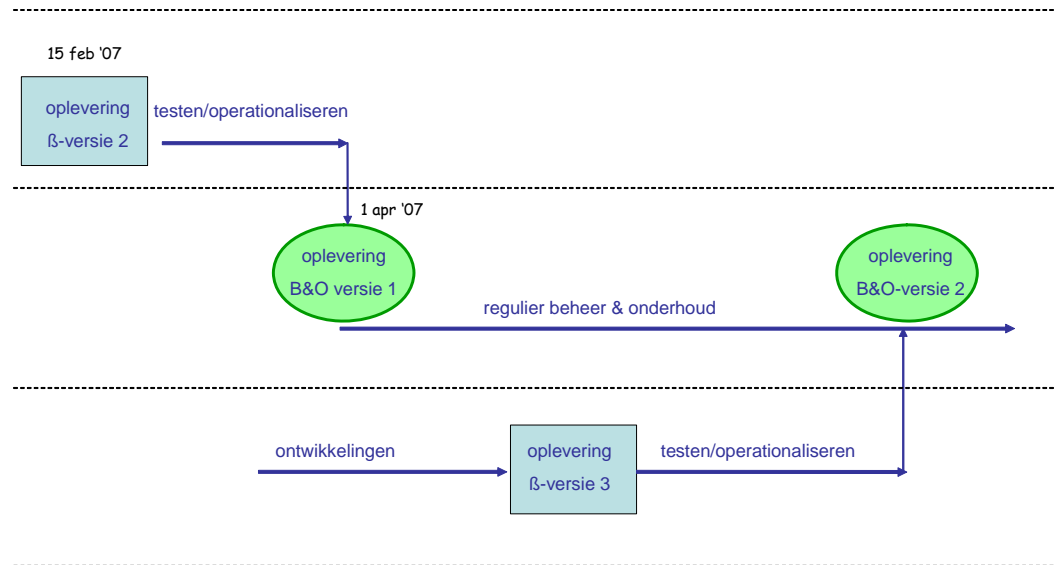 15 feb '07
oplevering
ß-versie 2
testen/operationaliseren
1 apr '07
oplevering
B&O versie 1
oplevering
B&O-versie 2
regulier beheer & onderhoud
ontwikkelingen
oplevering
ß-versie 3
testen/operationaliseren